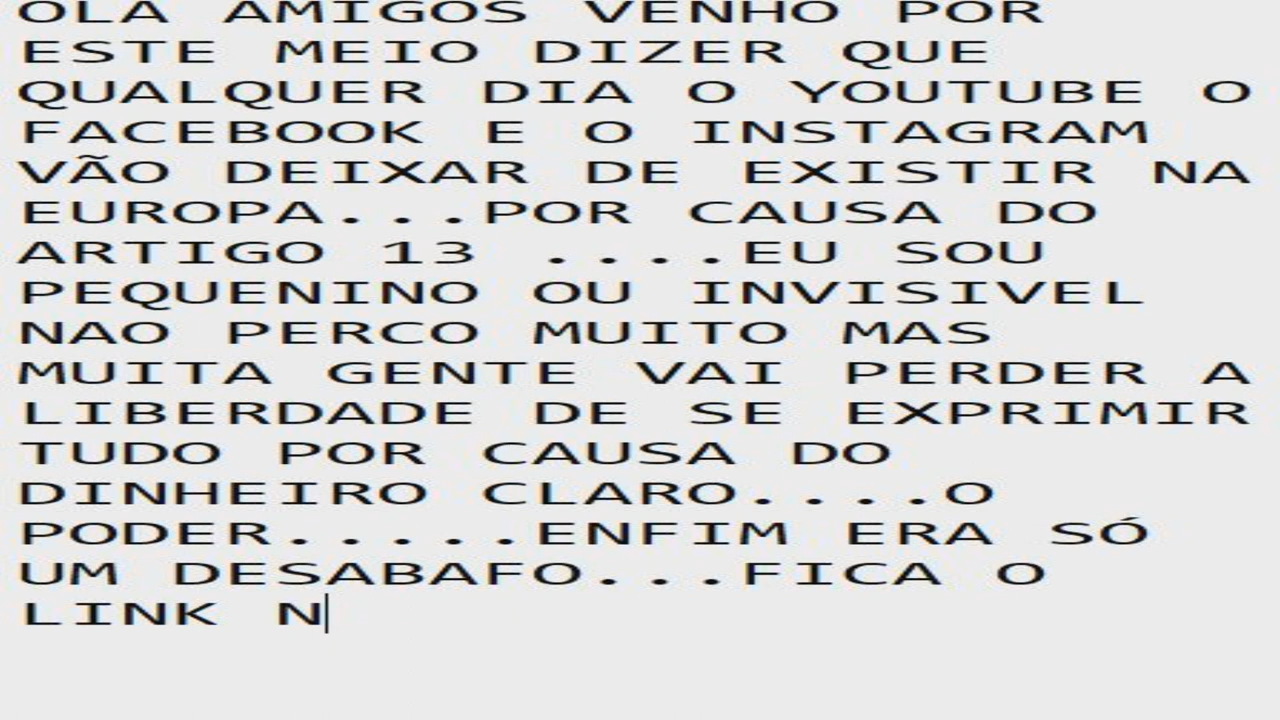 OLA AMIGOS VENHO POR
ESTE MEIO DIZER QUE
QUALQUER DIA O YOUTUBE O
FACEBOOK E O INSTAGRAM
VÃO DEIXAR DE EXISTIR NA
EUROPA...POR CAUSA DO
ARTIGO 13 ....EU SOU
PEQUENINO OU INVISIVEL
NAO PERCO MUITO MAS
MUITA GENTE VAI PERDER A
LIBERDADE DE SE EXPRIMIR
TUDO POR CAUSA DO
DINHEIRO CLARO....O
PODER.....ENFIM ERA SÓ
UM DESABAFO...FICA O
LINK N